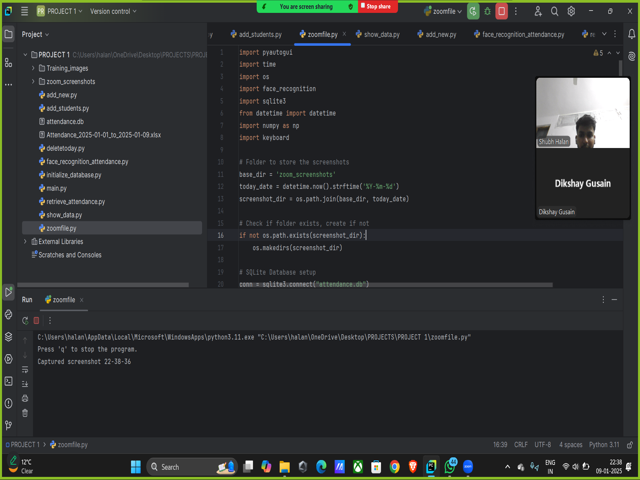 PR PROJECT 1
Version control
You are screen sharing
Stop share
zoomfile
Project
add_students.py
zoomfile.py
show_data.py
add_new.py
face_recognition_attendance.py
PROJECT 1 C:\Users\halan\OneDrive\Desktop\PROJECTS\PROJECT 1
Training_images
zoom_screenshots
add_new.py
add_students.py
attendance.db
Attendance_2025-01-01_to_2025-01-09.xlsx
deletetoday.py
face_recognition_attendance.py
initialize_database.py
main.py
retrieve_attendance.py
show_data.py
zoomfile.py
External Libraries
Scratches and Consoles
5
1 import pyautogui
2 import time
3 import os
4 import face_recognition
5 import sqlite3
6 from datetime import datetime
7 import numpy as np
8 import keyboard
9
10 # Folder to store the screenshots
11 base_dir = 'zoom_screenshots'
12 today_date = datetime.now().strftime('%Y-%m-%d')
13 screenshot_dir = os.path.join(base_dir, today_date)
14
15 # Check if folder exists, create if not
16 if not os.path.exists(screenshot_dir):
17 os.makedirs(screenshot_dir)
18
19 # SQLite Database setup
conn = sqlite3.connect("attendance.db")
Shubh Halan
Dikshay Gusain
Dikshay Gusain
Run
zoomfile
C:\Users\halan\AppData\Local\Microsoft\WindowsApps\python3.11.exe "C:\Users\halan\OneDrive\Desktop\PROJECTS\PROJECT 1\zoomfile.py"
Press 'q' to stop the program.
Captured screenshot 22-38-36
PROJECT 1 > zoomfile.py
16:39
CRLF
UTF-8
4 spaces
Python 3.11
12°C
Clear
Search
ENG
IN
22:38
09-01-2025